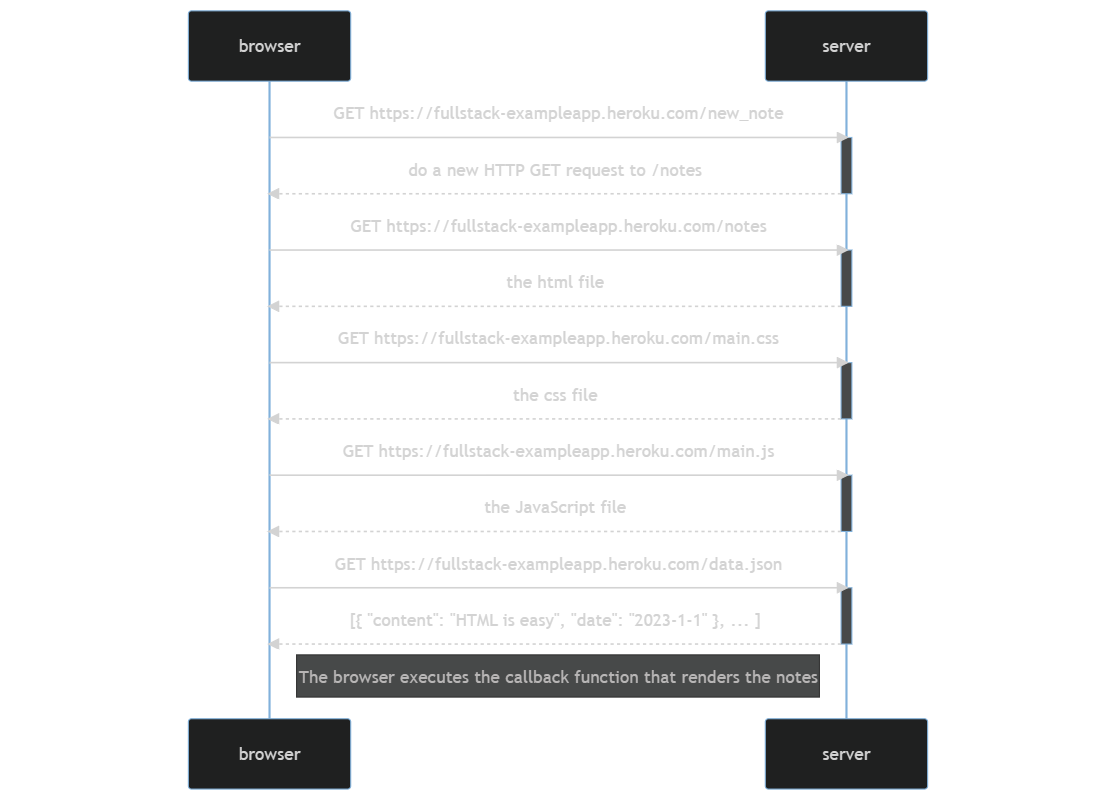 browser
server
GET https://fullstack-exampleapp.heroku.com/new_note
do a new HTTP GET request to /notes
GET https://fullstack-exampleapp.heroku.com/notes
the html file
GET https://fullstack-exampleapp.heroku.com/main.css
the css file
GET https://fullstack-exampleapp.heroku.com/main.js
the JavaScript file
GET https://fullstack-exampleapp.heroku.com/data.json
[{ "content": "HTML is easy", "date": "2023-1-1" }, ... ]
The browser executes the callback function that renders the notes
browser
server